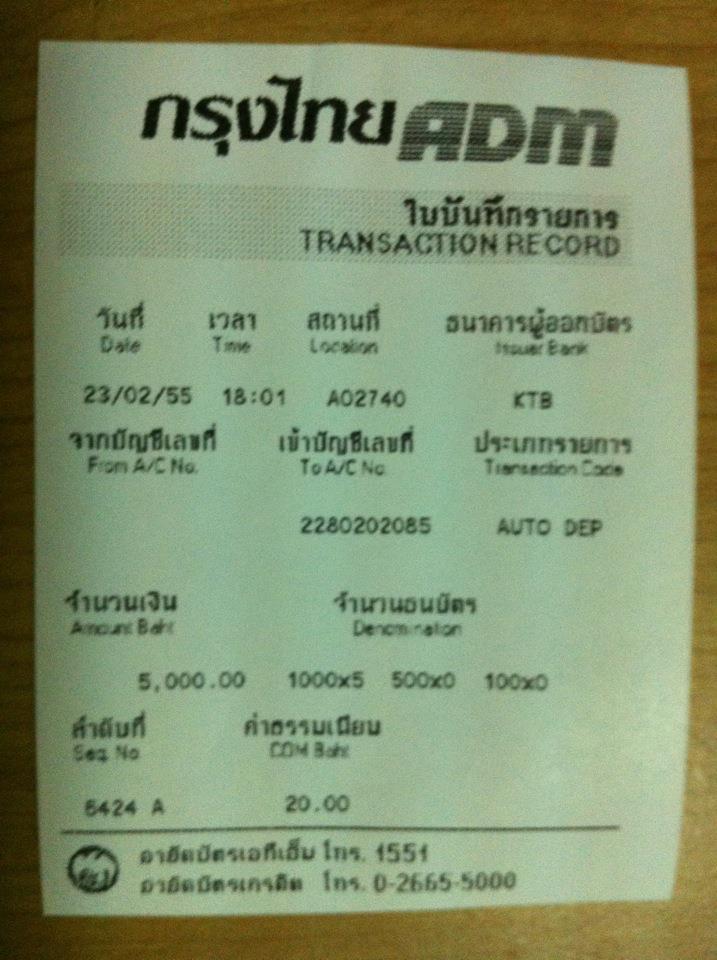 กรุงไทย ADM
ใบบันทึกรายการ
TRANSACTION RECORD
วันที่ เวลา สถานที่ ธนาคารผู้ออกบัตร
Date Time Location Issuer Bank
23/02/55 18:01 A02740 KTB
จากบัญชีเลขที่ เข้าบัญชีเลขที่ ประเภทรายการ
From A/C No. To A/C No. Transaction Code
2280202085 AUTO DEP
จำนวนเงิน จำนวนธนบัตร
Amount Baht Denomination
5,000.00 1000x5 500x0 100x0
ลำดับที่ ค่าธรรมเนียม
Seq. No COM Baht
6424 A 20.00
อายัดบัตรเอทีเอ็ม โทร. 1551
อายัดบัตรเครดิต โทร. 0-2665-5000